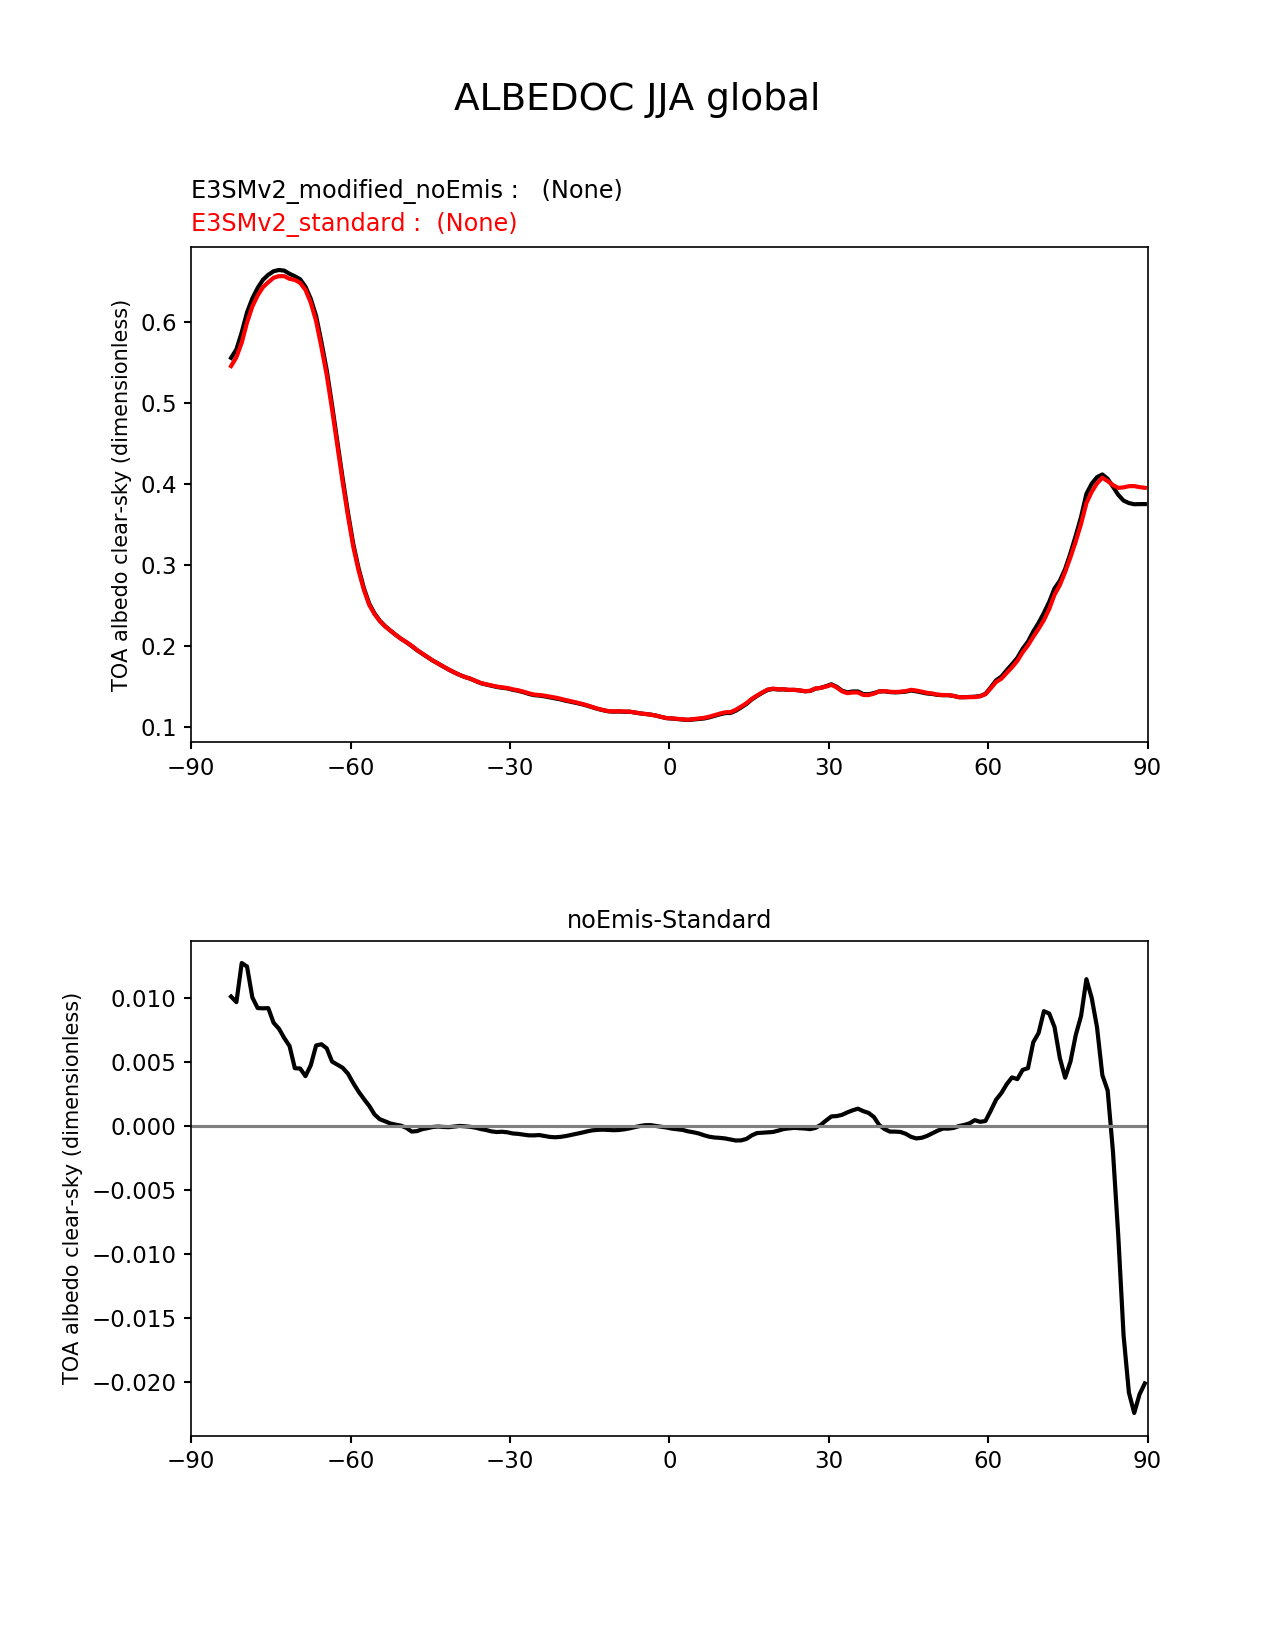 ALBEDOC JJA global
E3SMv2_modified_noEmis :   (None)
E3SMv2_standard :  (None)
TOA albedo clear-sky (dimensionless)
0.6
0.5
0.4
0.3
0.2
0.1
−90 −60 −30 0 30 60 90
noEmis-Standard
TOA albedo clear-sky (dimensionless)
0.010
0.005
0.000
−0.005
−0.010
−0.015
−0.020
−90 −60 −30 0 30 60 90